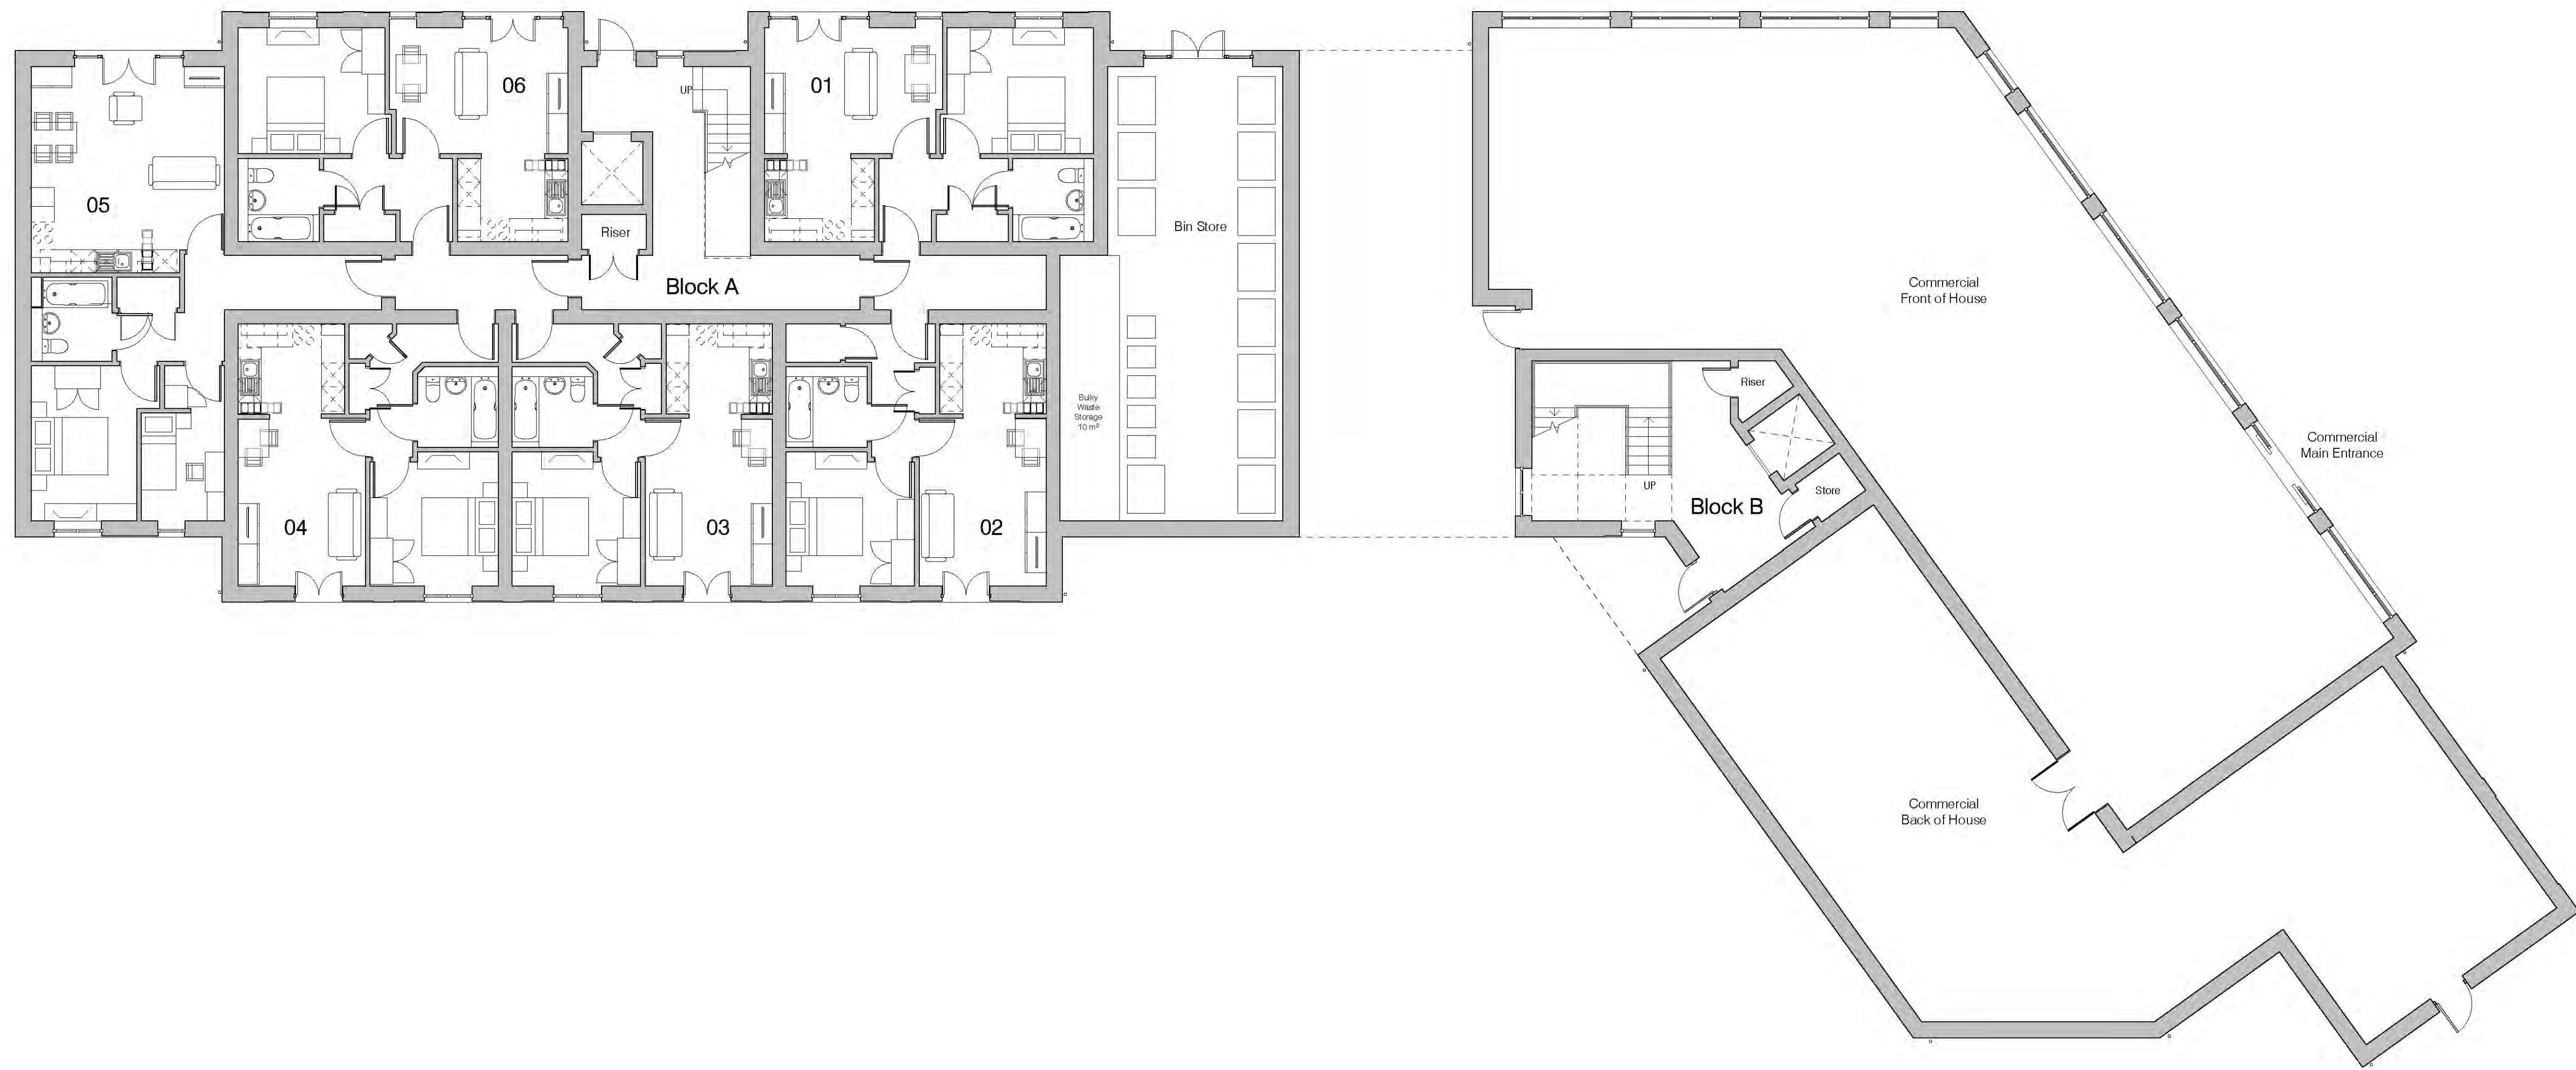 06
01
UP
05
Riser
Bin Store
Block A
Commercial
Front of House
Riser
Bulky
Waste
Storage
10 m²
Commercial
Main Entrance
UP
Store
Block B
04
03
02
Commercial
Back of House